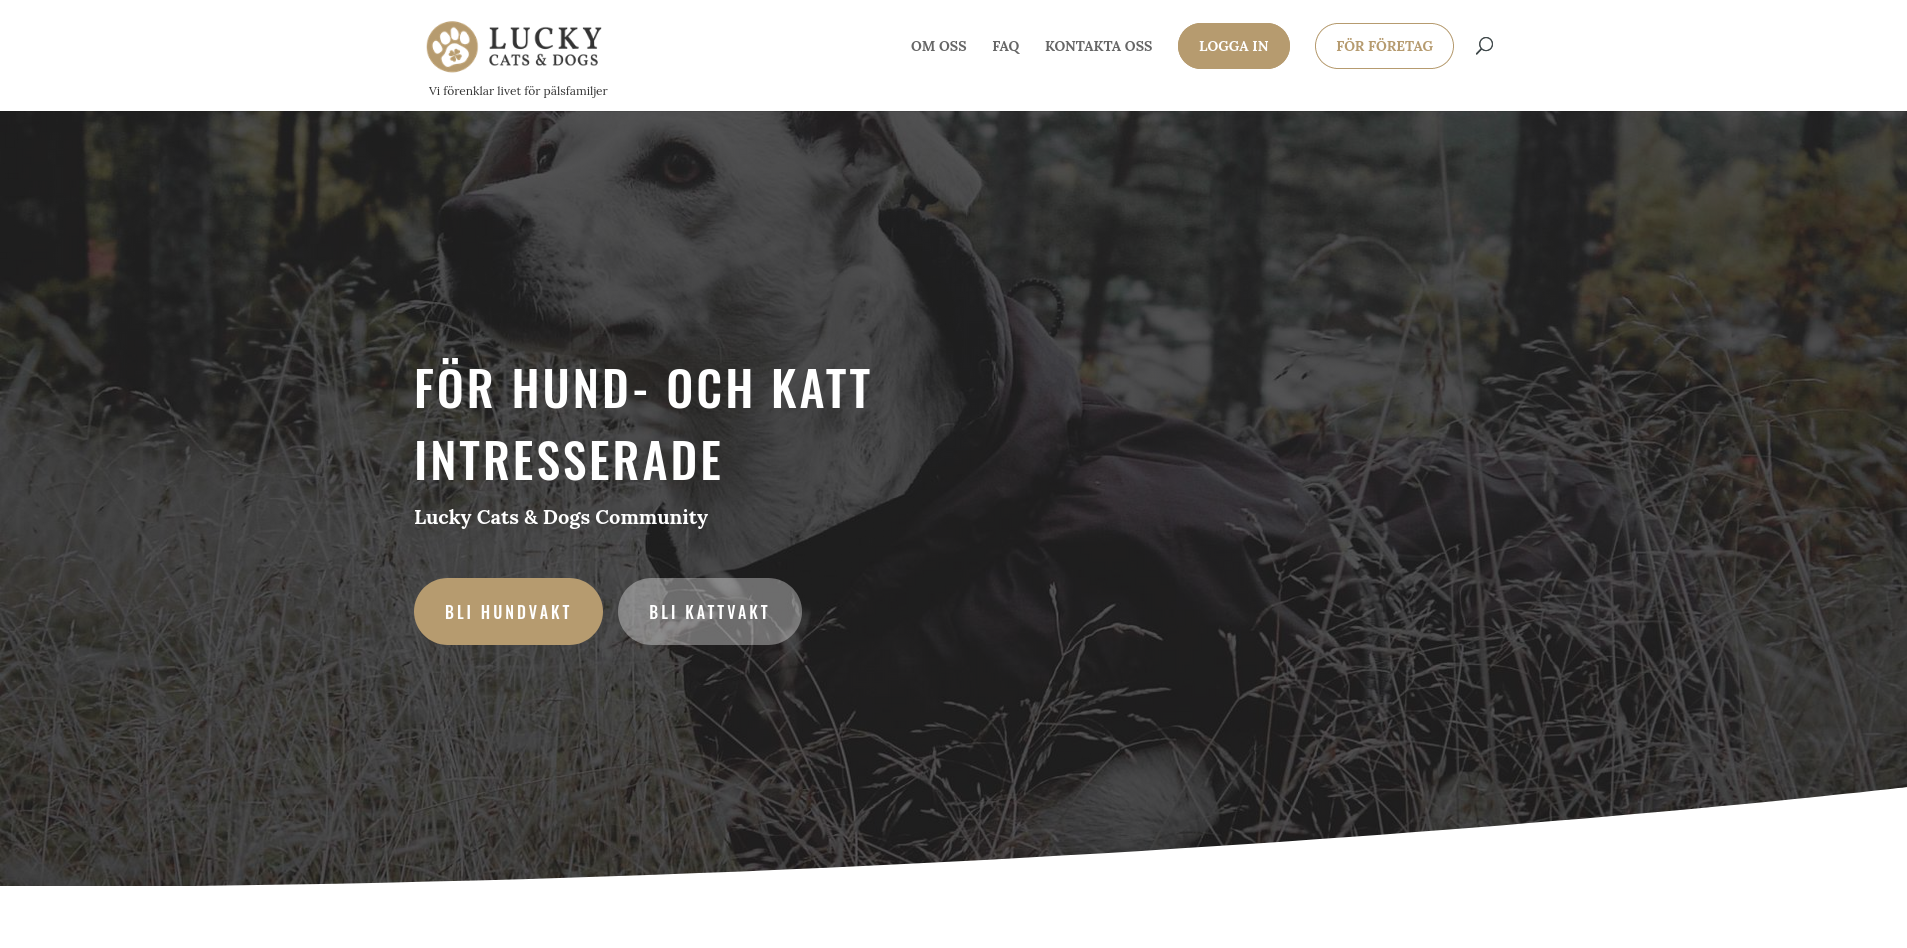 LUCKY
CATS & DOGS
Vi förenklar livet för pälsfamiljer
OM OSS
FAQ
KONTAKTA OSS
LOGGA IN
FÖR FÖRETAG
FÖR HUND- OCH KATT
INTRESSERADE
Lucky Cats & Dogs Community
BLI HUNDVAKT
BLI KATTVAKT